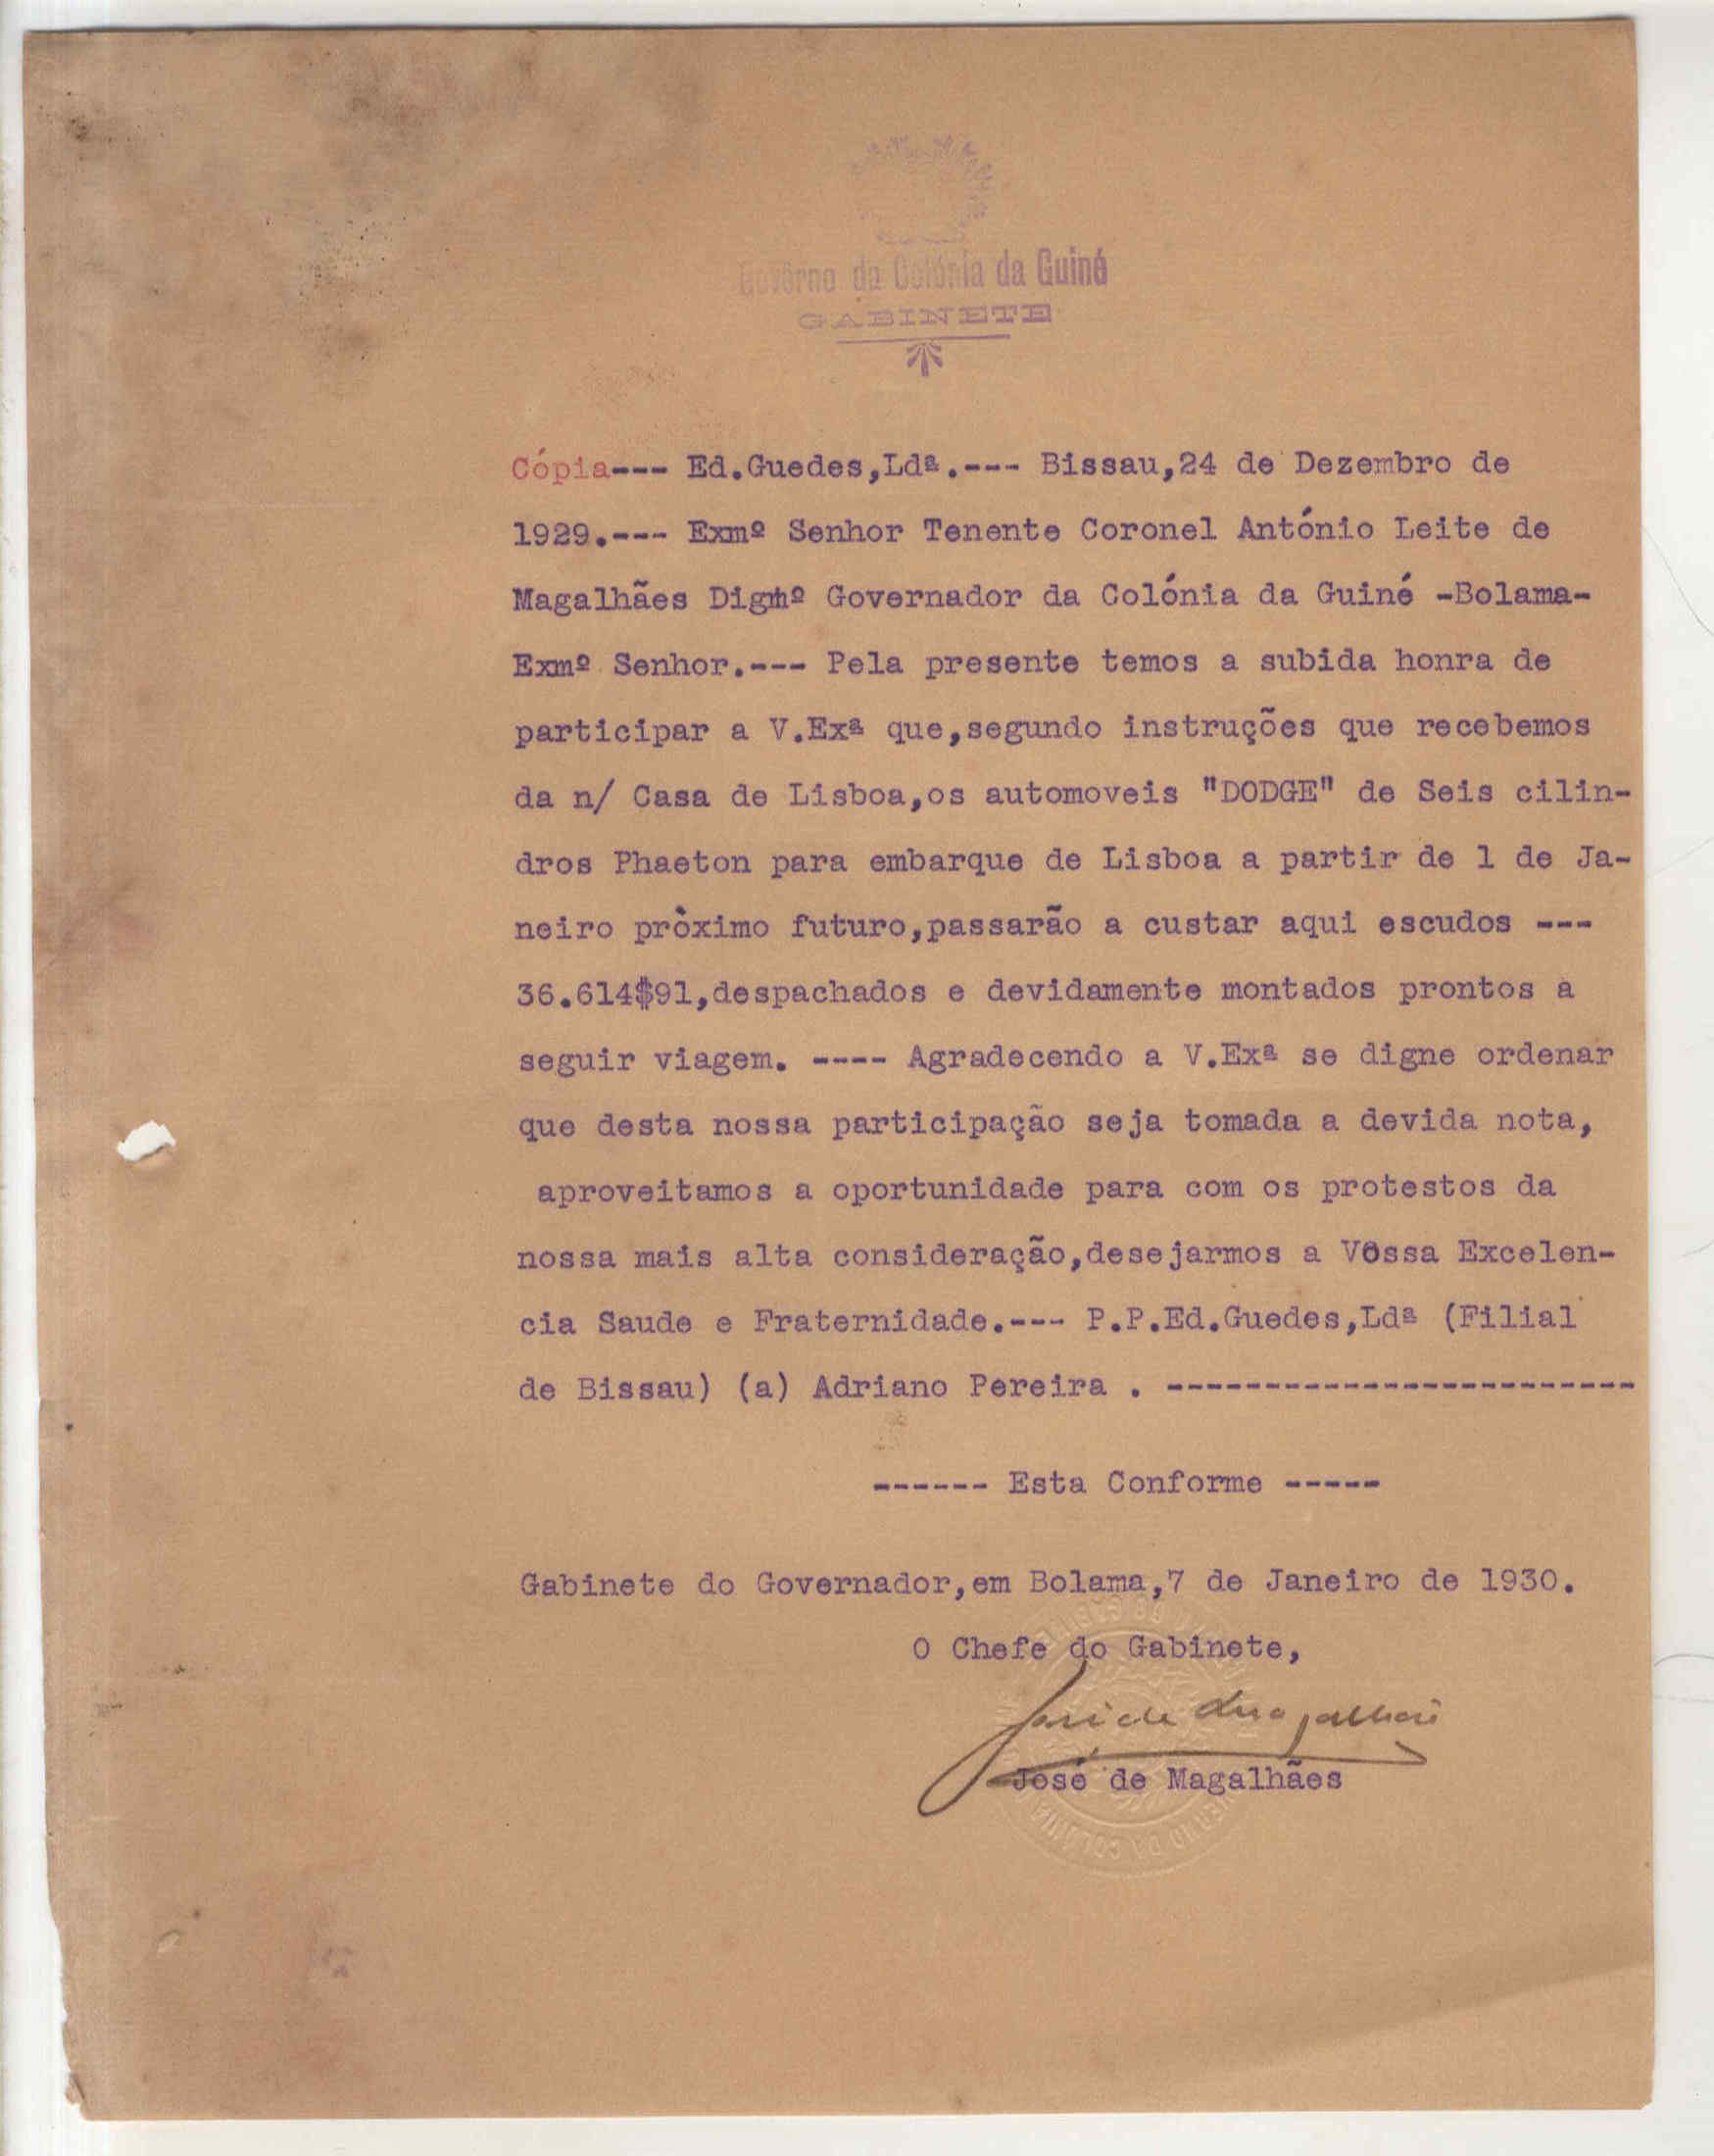 Govêrno da Colónia da Guiné
GABINETE
Cópia--- Ed.Guedes,Ldª.--- Bissau,24 de Dezembro de
1929.--- Exmº Senhor Tenente Coronel António Leite de
Magalhães Digmº Governador da Colónia da Guiné -Bolama-
Exmº Senhor.--- Pela presente temos a subida honra de
participar a V.Exª que,segundo instruções que recebemos
da n/ Casa de Lisboa,os automoveis "DODGE" de Seis cilin-
dros Phaeton para embarque de Lisboa a partir de 1 de Ja-
neiro pròximo futuro,passarão a custar aqui escudos ---
36.614$91,despachados e devidamente montados prontos a
seguir viagem. ---- Agradecendo a V.Exª se digne ordenar
que desta nossa participação seja tomada a devida nota,
aproveitamos a oportunidade para com os protestos da
nossa mais alta consideração,desejarmos a Vossa Excelen-
cia Saude e Fraternidade.--- P.P.Ed.Guedes,Ldª (Filial
de Bissau) (a) Adriano Pereira . ------------------------
------ Esta Conforme -----
Gabinete do Governador,em Bolama,7 de Janeiro de 1930.
O Chefe do Gabinete,
José de Magalhães
José de Magalhães